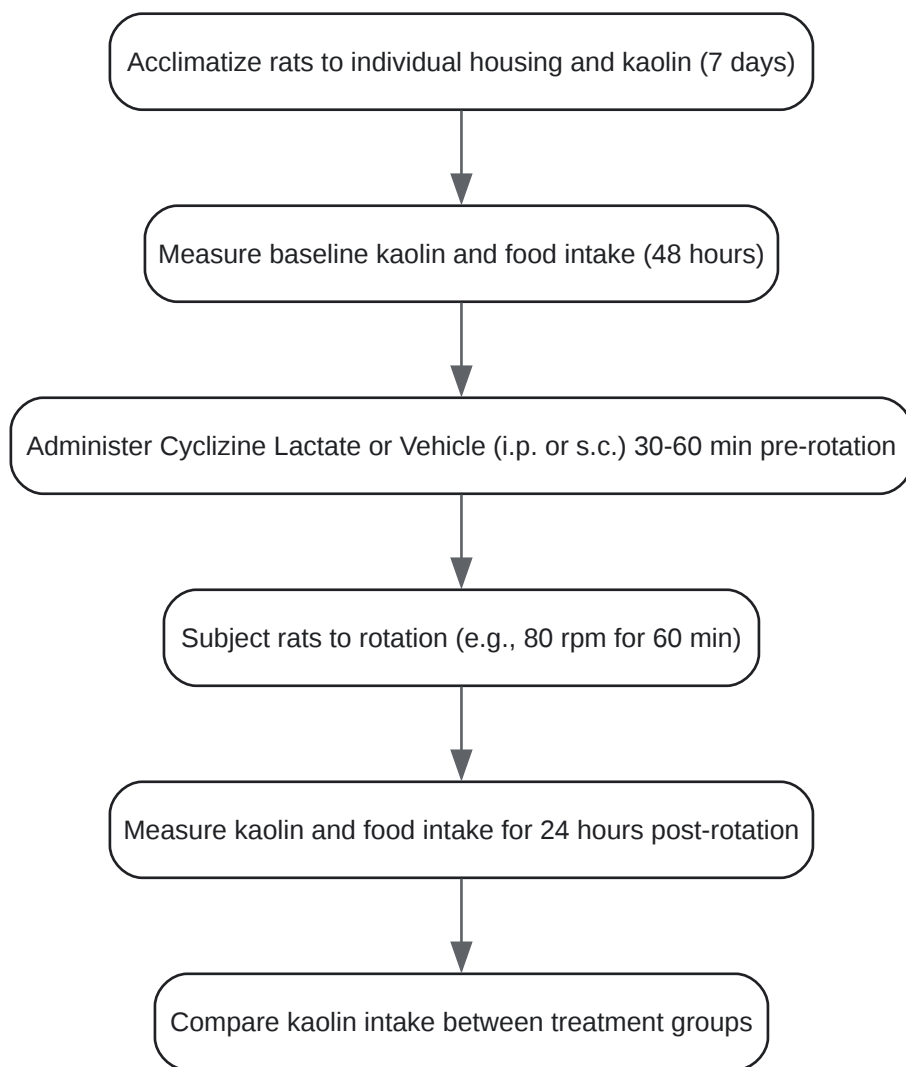 Acclimatize rats to individual housing and kaolin (7 days)
Measure baseline kaolin and food intake (48 hours)
Administer Cyclizine Lactate or Vehicle (i.p. or s.c.) 30-60 min pre-rotation
Subject rats to rotation (e.g., 80 rpm for 60 min)
Measure kaolin and food intake for 24 hours post-rotation
Compare kaolin intake between treatment groups